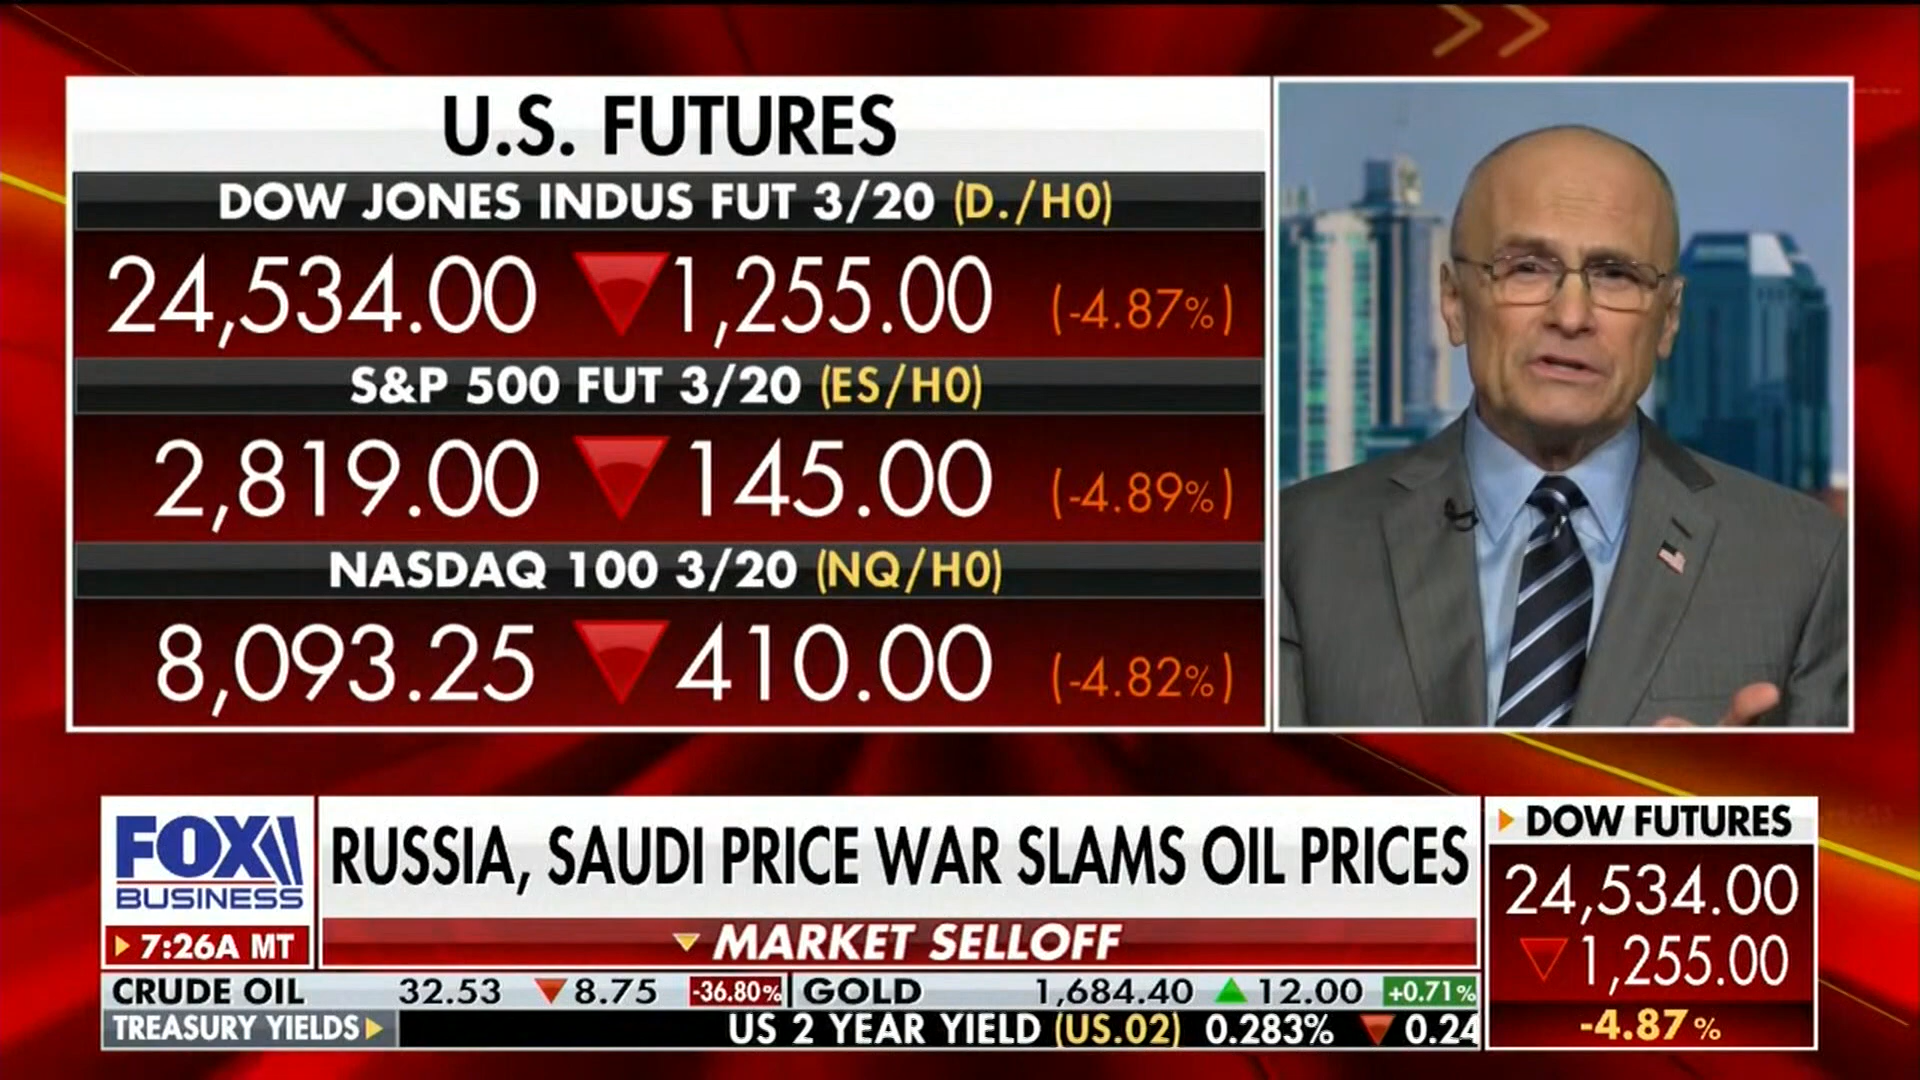 U.S. FUTURES
DOW JONES INDUS FUT 3/20 (D./H0)
24,534.00 ▼1,255.00 (-4.87%)
S&P 500 FUT 3/20 (ES/H0)
2,819.00 ▼145.00 (-4.89%)
NASDAQ 100 3/20 (NQ/H0)
8,093.25 ▼410.00 (-4.82%)
FOX BUSINESS
7:26A MT
RUSSIA, SAUDI PRICE WAR SLAMS OIL PRICES
MARKET SELLOFF
DOW FUTURES
24,534.00
▽1,255.00
-4.87%
CRUDE OIL 32.53 ▼8.75 -36.80% GOLD 1,684.40 ▲12.00 +0.71%
TREASURY YIELDS US 2 YEAR YIELD (US.02) 0.283% ▼0.24